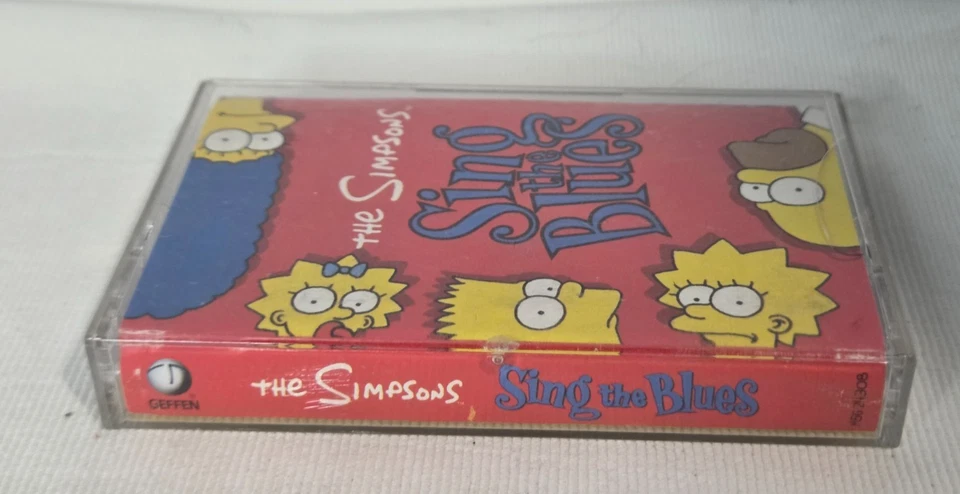 the SIMPSONS
Sing
the
Blues
GEFFEN
the SIMPSONS Sing the Blues